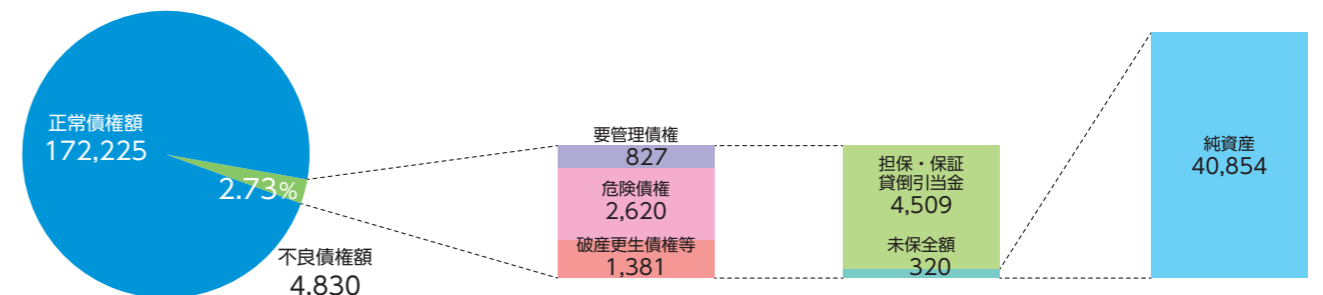 正常債権額
172,225
2.73%
不良債権額
4,830
要管理債権
827
危険債権
2,620
破産更生債権等
1,381
担保・保証
貸倒引当金
4,509
未保全額
320
純資産
40,854